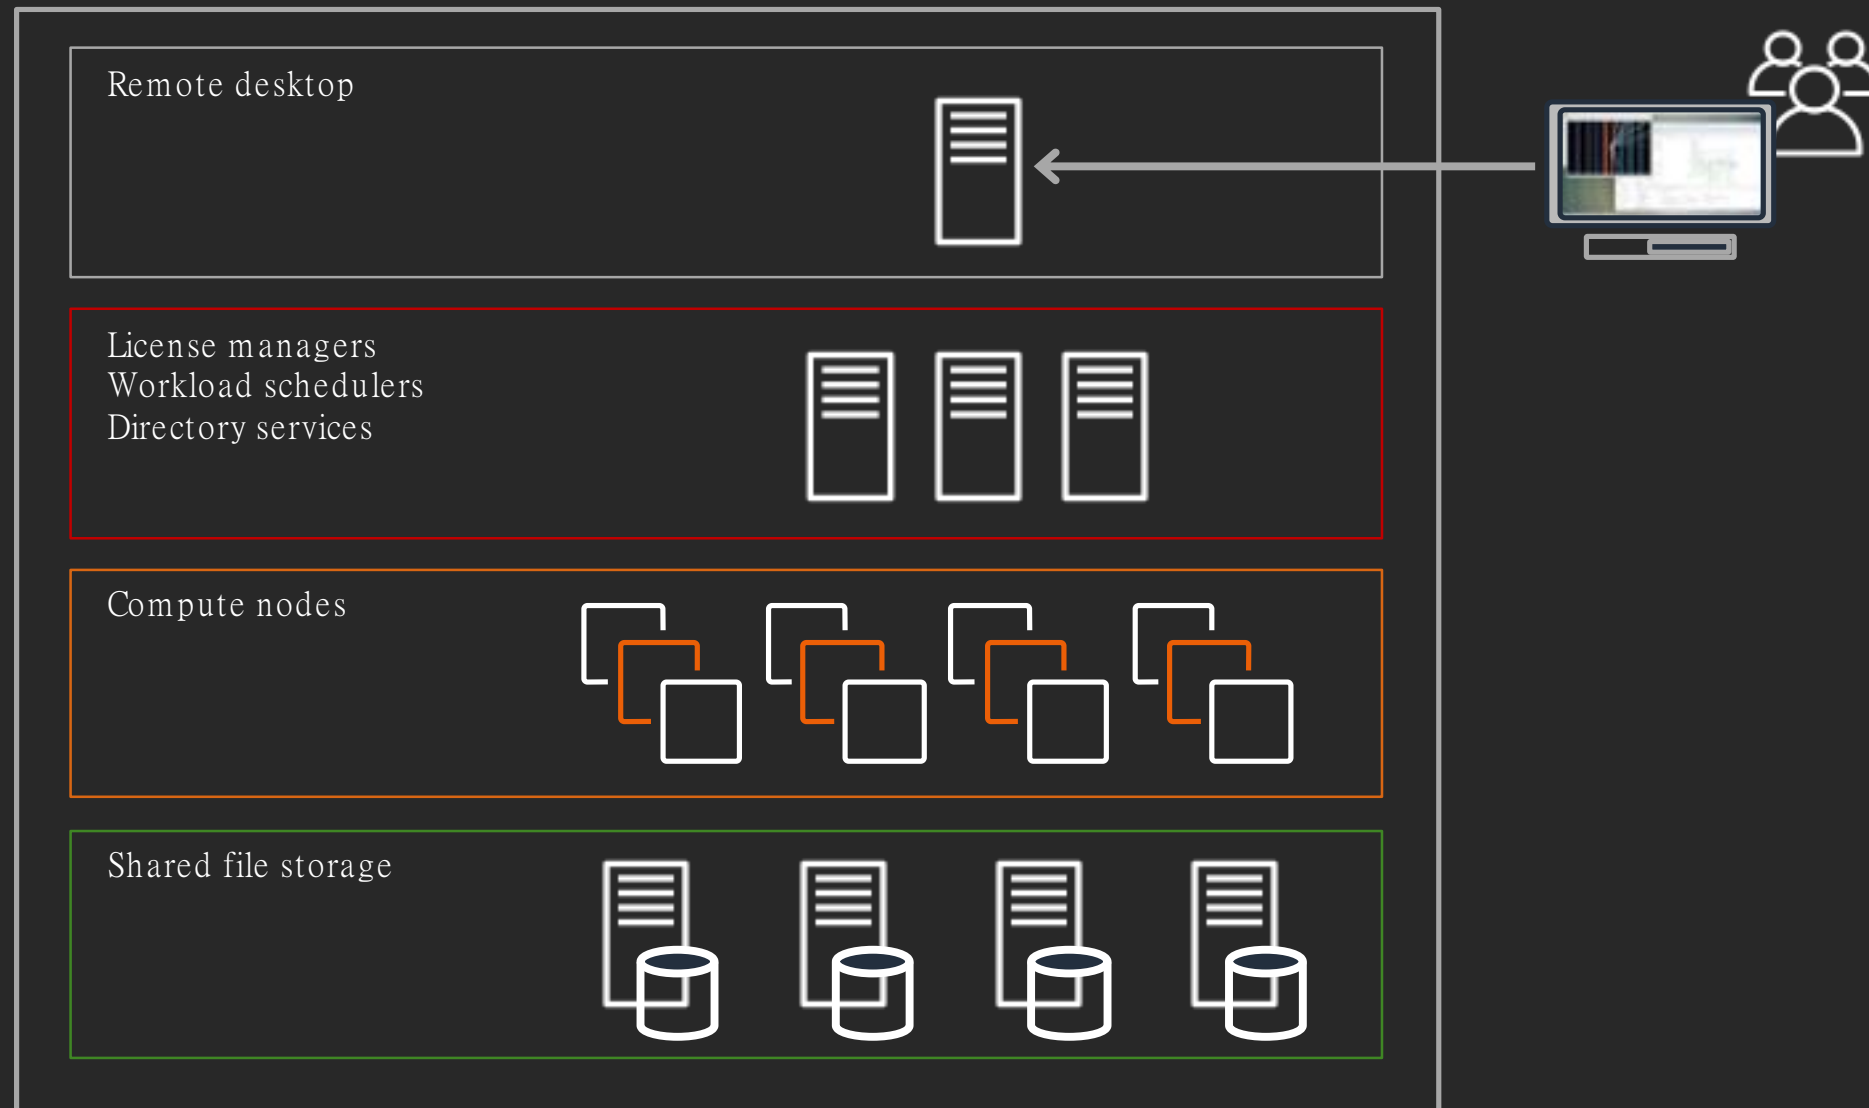 Remote desktop
License managers
Workload schedulers
Directory services
Compute nodes
Shared file storage